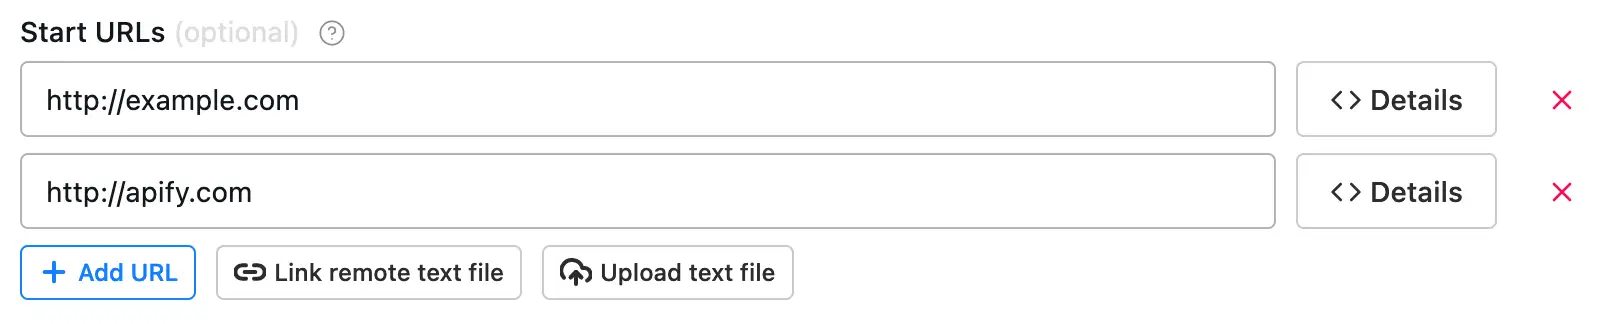 Start URLs (optional) ?
http://example.com <> Details
http://apify.com <> Details
+ Add URL Link remote text file Upload text file